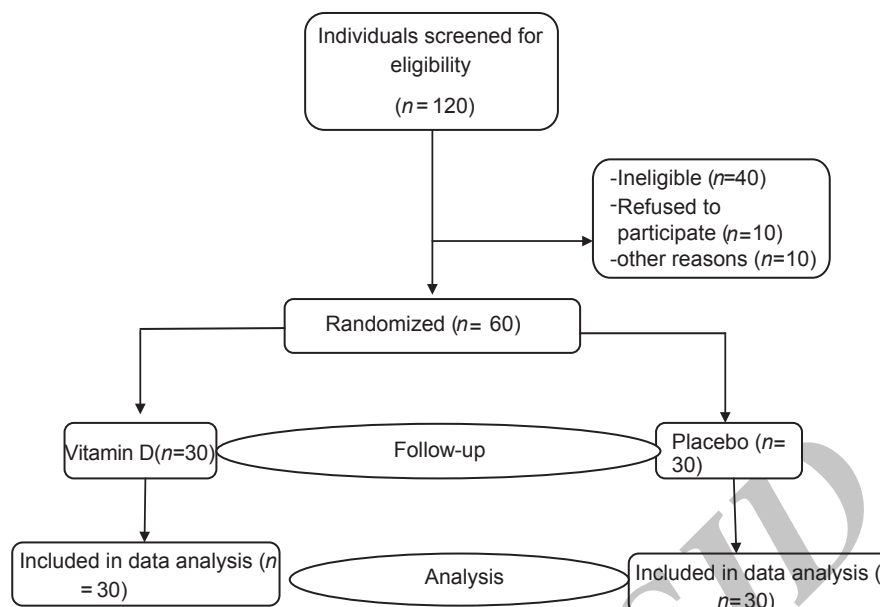 Individuals screened for
eligibility
(n = 120)
-Ineligible (n=40)
-Refused to
participate (n=10)
-other reasons (n=10)
Randomized (n= 60)
Vitamin D(n=30)
Follow-up
Placebo (n=
30)
Included in data analysis (n
= 30)
Analysis
Included in data analysis (
n=30)